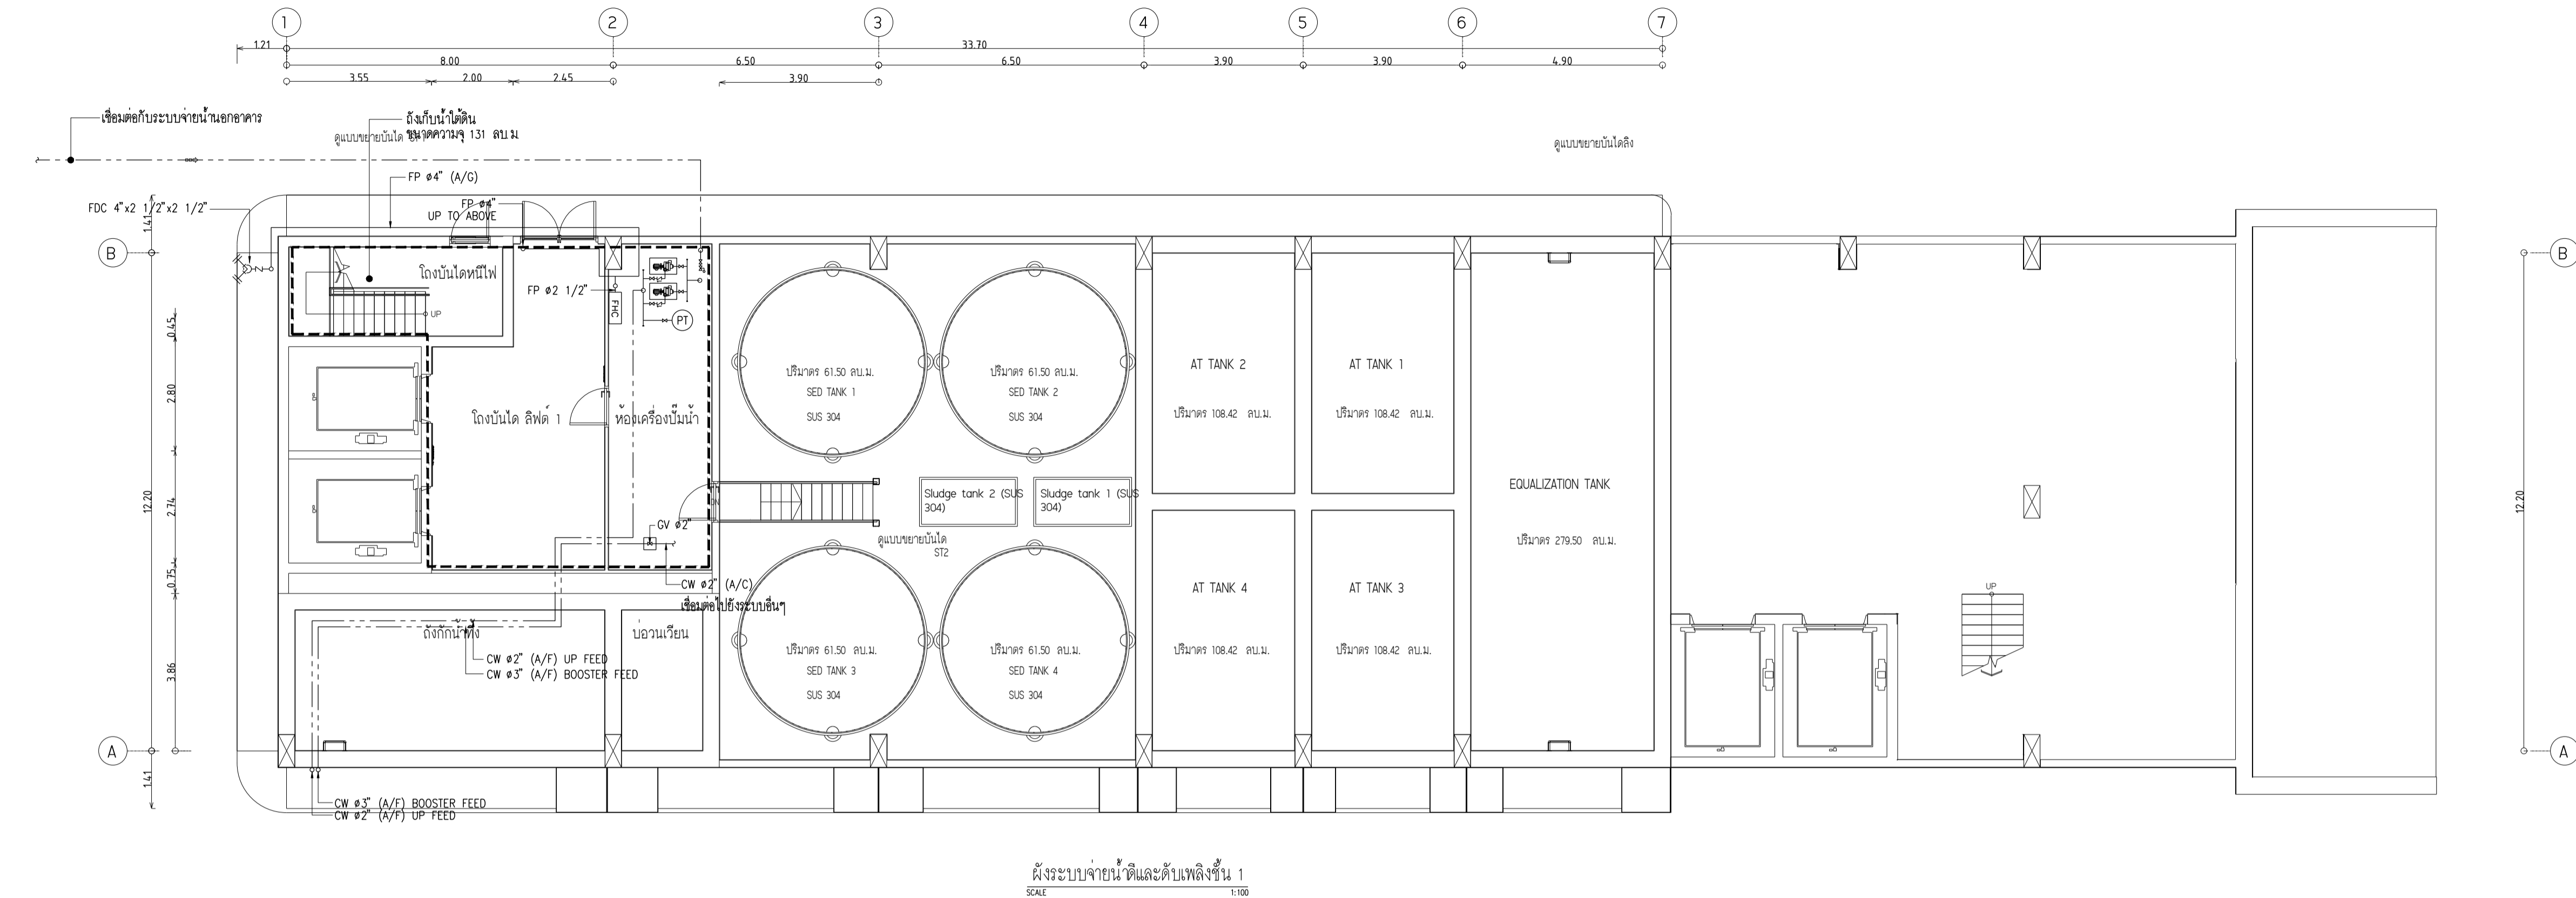 1
2
3
4
5
6
7
1.21
33.70
8.00
6.50
6.50
3.90
3.90
4.90
3.55
2.00
2.45
3.90
เชื่อมต่อกับระบบจ่ายน้ำนอกอาคาร
ถังเก็บน้ำใต้ดิน
ขนาดความจุ 131 ลบ.ม.
ดูแบบขยายบันได
ดูแบบขยายบันไดลิง
FP ø4" (A/G)
FDC 4"x2 1/2"x2 1/2"
FP ø4"
UP TO ABOVE
1.41
B
B
โถงบันไดหนีไฟ
FP ø2 1/2"
FHC
UP
PT
0.45
2.80
12.20
2.74
0.75
3.86
1.41
12.20
โถงบันได ลิฟต์ 1
ห้องเครื่องปั๊มน้ำ
ปริมาตร 61.50 ลบ.ม.
SED TANK 1
SUS 304
ปริมาตร 61.50 ลบ.ม.
SED TANK 2
SUS 304
AT TANK 2
ปริมาตร 108.42 ลบ.ม.
AT TANK 1
ปริมาตร 108.42 ลบ.ม.
EQUALIZATION TANK
ปริมาตร 279.50 ลบ.ม.
DN
Sludge tank 2 (SUS
304)
Sludge tank 1 (SUS
304)
GV ø2"
ดูแบบขยายบันได
ST2
CW ø2" (A/C)
เชื่อมต่อไปยังระบบอื่นๆ
ถังกักน้ำทิ้ง
บ่อวนเวียน
CW ø2" (A/F) UP FEED
CW ø3" (A/F) BOOSTER FEED
ปริมาตร 61.50 ลบ.ม.
SED TANK 3
SUS 304
ปริมาตร 61.50 ลบ.ม.
SED TANK 4
SUS 304
AT TANK 4
ปริมาตร 108.42 ลบ.ม.
AT TANK 3
ปริมาตร 108.42 ลบ.ม.
UP
A
A
CW ø3" (A/F) BOOSTER FEED
CW ø2" (A/F) UP FEED
ผังระบบจ่ายน้ำดีและดับเพลิงชั้น 1
SCALE 1:100